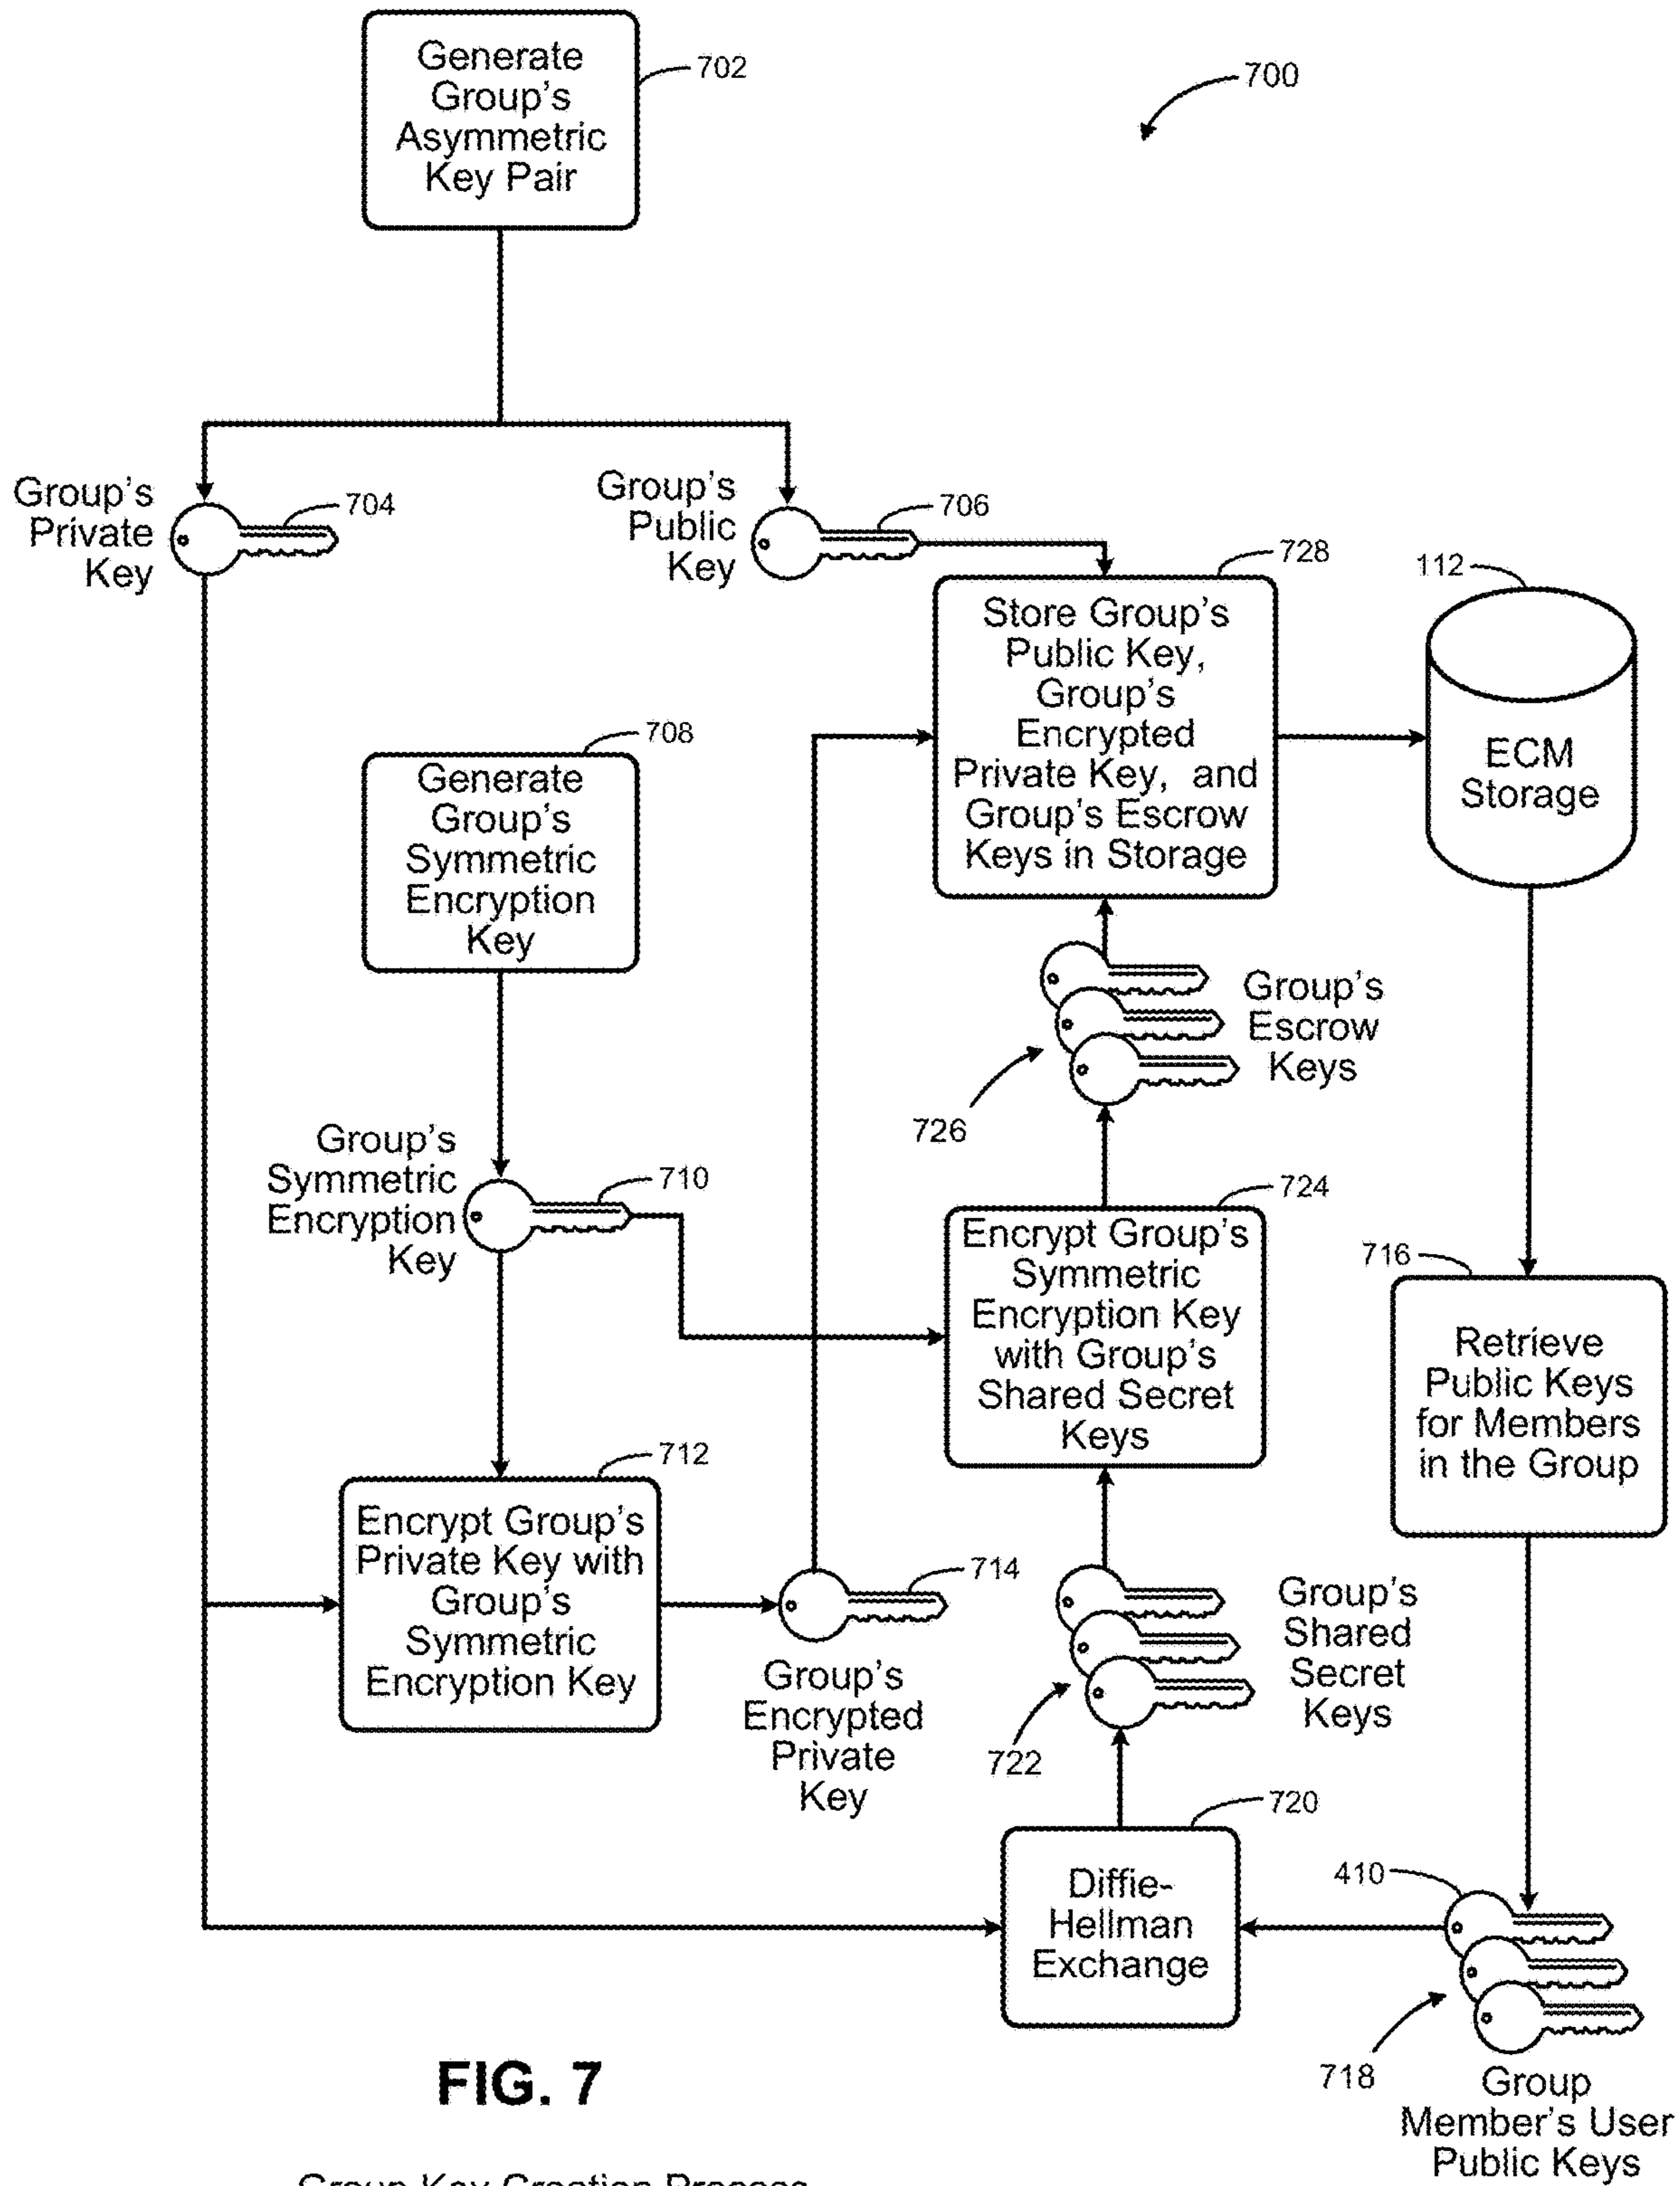 Generate
Group's
Asymmetric
Key Pair
702
700
Group's
Private
Key
704
Group's
Public
Key
706
728
Store Group's
Public Key,
Group's
Encrypted
Private Key, and
Group's Escrow
Keys in Storage
112
ECM
Storage
708
Generate
Group's
Symmetric
Encryption
Key
Group's
Escrow
Keys
726
Group's
Symmetric
Encryption
Key
710
724
Encrypt Group's
Symmetric
Encryption Key
with Group's
Shared Secret
Keys
716
Retrieve
Public Keys
for Members
in the Group
712
Encrypt Group's
Private Key with
Group's
Symmetric
Encryption Key
714
Group's
Encrypted
Private
Key
Group's
Shared
Secret
Keys
722
720
Diffie-
Hellman
Exchange
410
718
Group
Member's User
Public Keys
FIG. 7
Group Key Creation Process